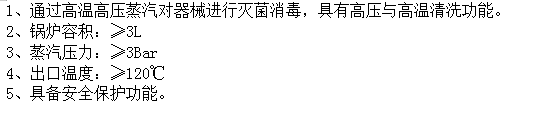 1、通过高温高压蒸汽对器械进行灭菌消毒，具有高压与高温清洗功能。
2、锅炉容积：≥3L
3、蒸汽压力：≥3Bar
4、出口温度：≥120℃
5、具备安全保护功能。